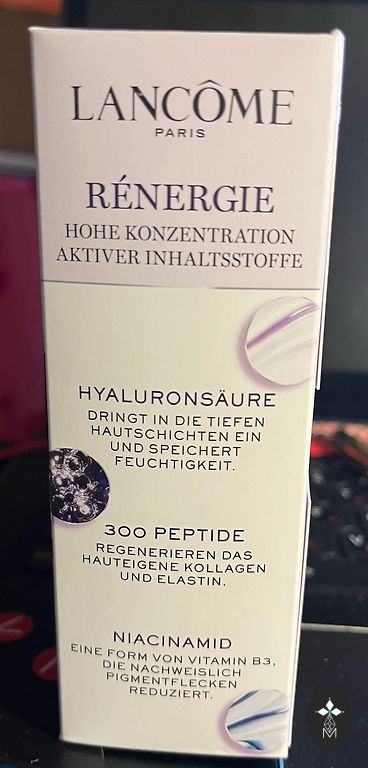 LANCÔME
PARIS
RÉNERGIE
HOHE KONZENTRATION
AKTIVER INHALTSSTOFFE
HYALURONSÄURE
DRINGT IN DIE TIEFEN
HAUTSCHICHTEN EIN
UND SPEICHERT
FEUCHTIGKEIT.
300 PEPTIDE
REGENERIEREN DAS
HAUTEIGENE KOLLAGEN
UND ELASTIN.
NIACINAMID
EINE FORM VON VITAMIN B3,
DIE NACHWEISLICH
PIGMENTFLECKEN
REDUZIERT.
M